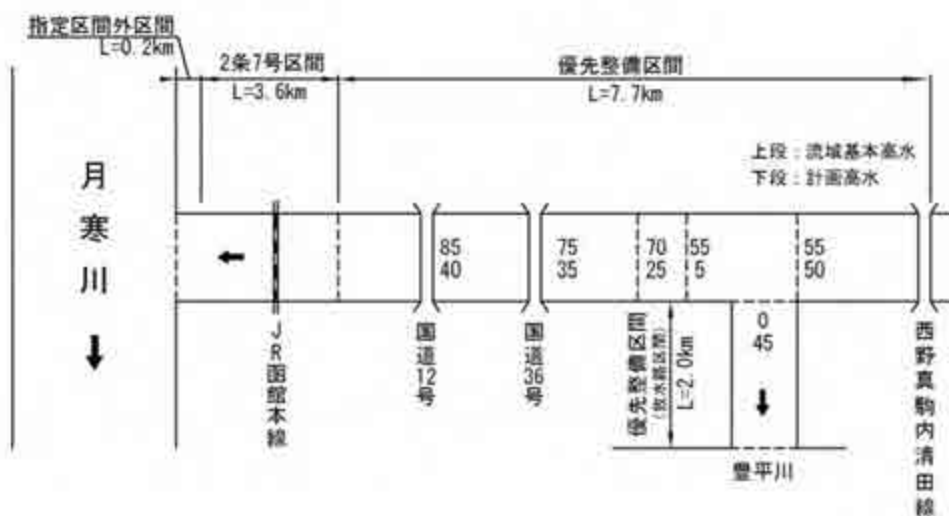 指定区間外区間
L=0.2km
2条7号区間
L=3.6km
優先整備区間
L=7.7km
上段：流域基本高水
下段：計画高水
月寒川
85
40
75
35
70
25
55
5
55
50
0
45
JR函館本線
国道12号
国道36号
優先整備区間
(放水路区間)
L=2.0km
豊平川
西野真駒内清田線